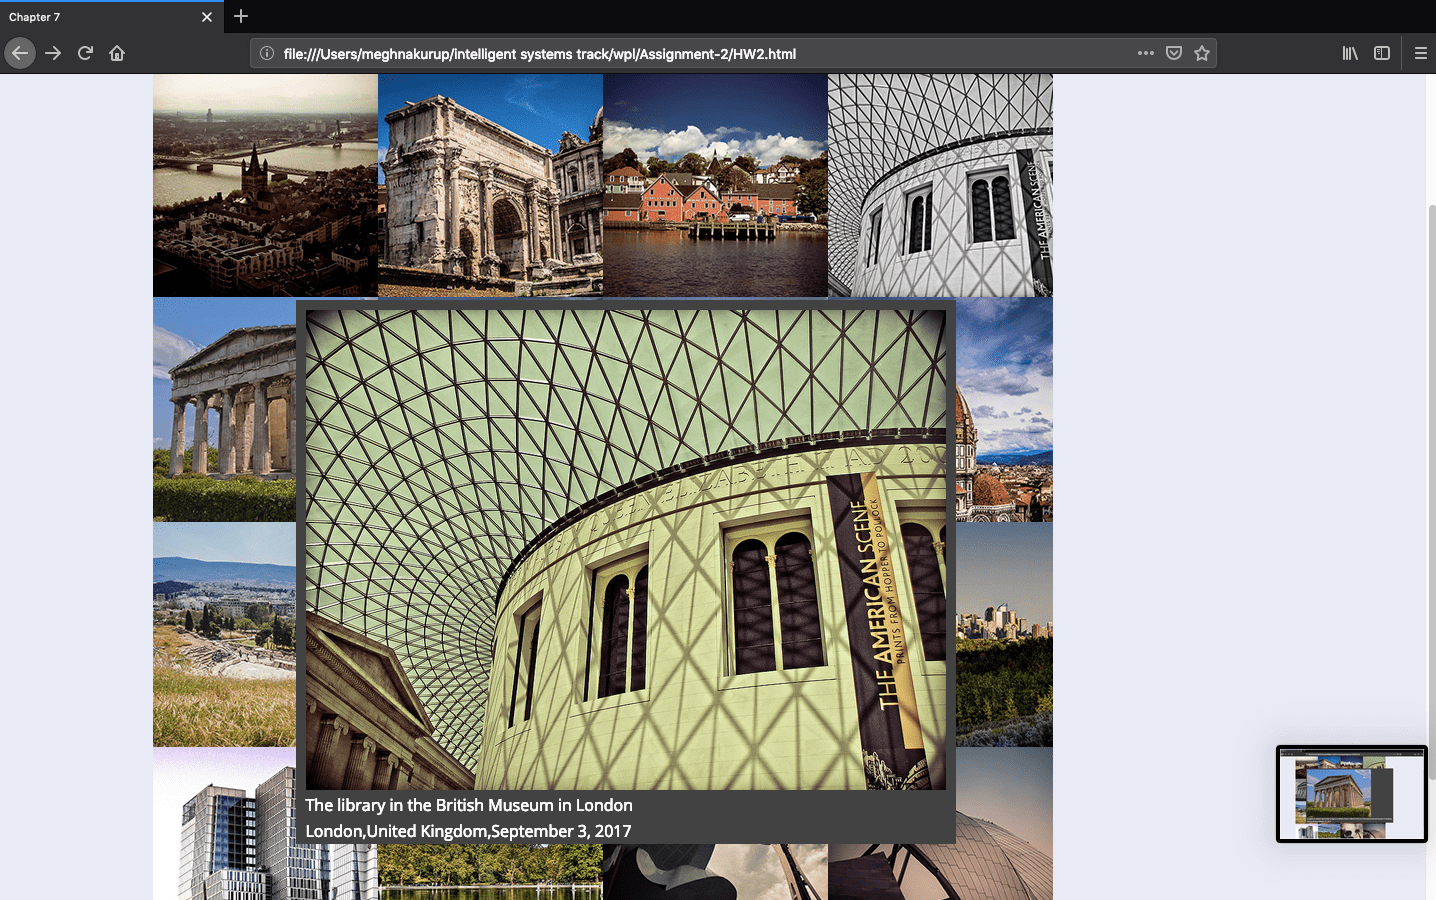 Chapter 7
file:///Users/meghnakurup/intelligent systems track/wpl/Assignment-2/HW2.html
THE AMERICAN SCENE
THE AMERICAN SCENE
PRINTS FROM HOPPER TO POLLOCK
The library in the British Museum in London
London,United Kingdom,September 3, 2017